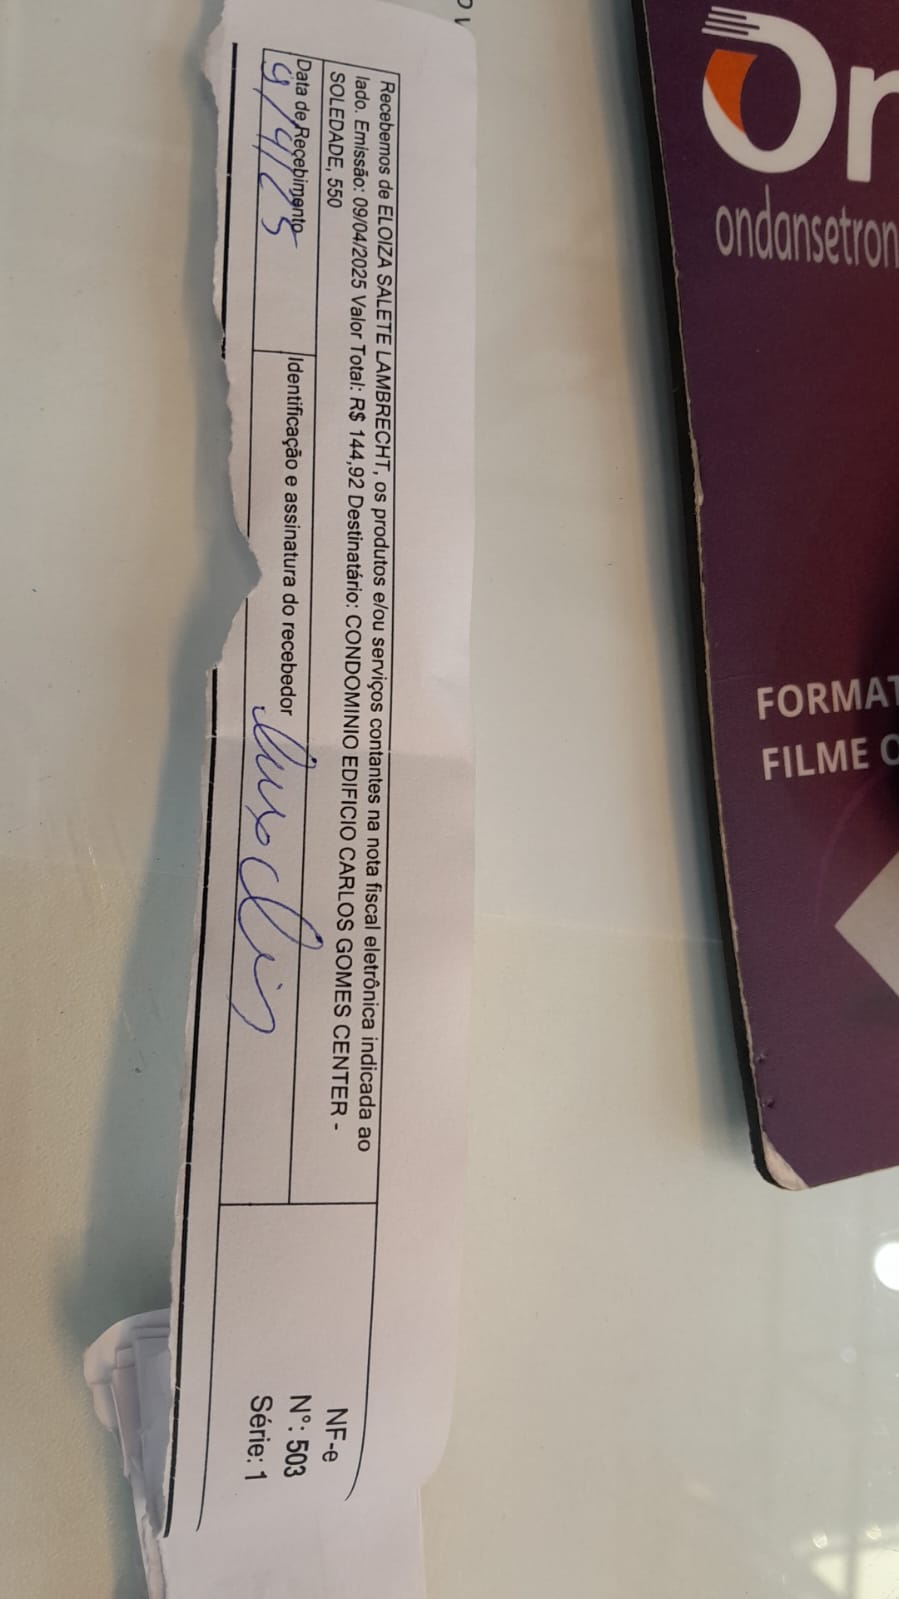 Recebemos de ELOIZA SALETE LAMBRECHT, os produtos e/ou serviços contantes na nota fiscal eletrônica indicada ao
lado. Emissão: 09/04/2025 Valor Total: R$ 144,92 Destinatário: CONDOMINIO EDIFICIO CARLOS GOMES CENTER -
SOLEDADE, 550
Data de Recebimento
9/4/25
Identificação e assinatura do recebedor
NF-e
N°: 503
Série: 1
On
ondansetron
FORMAT
FILME